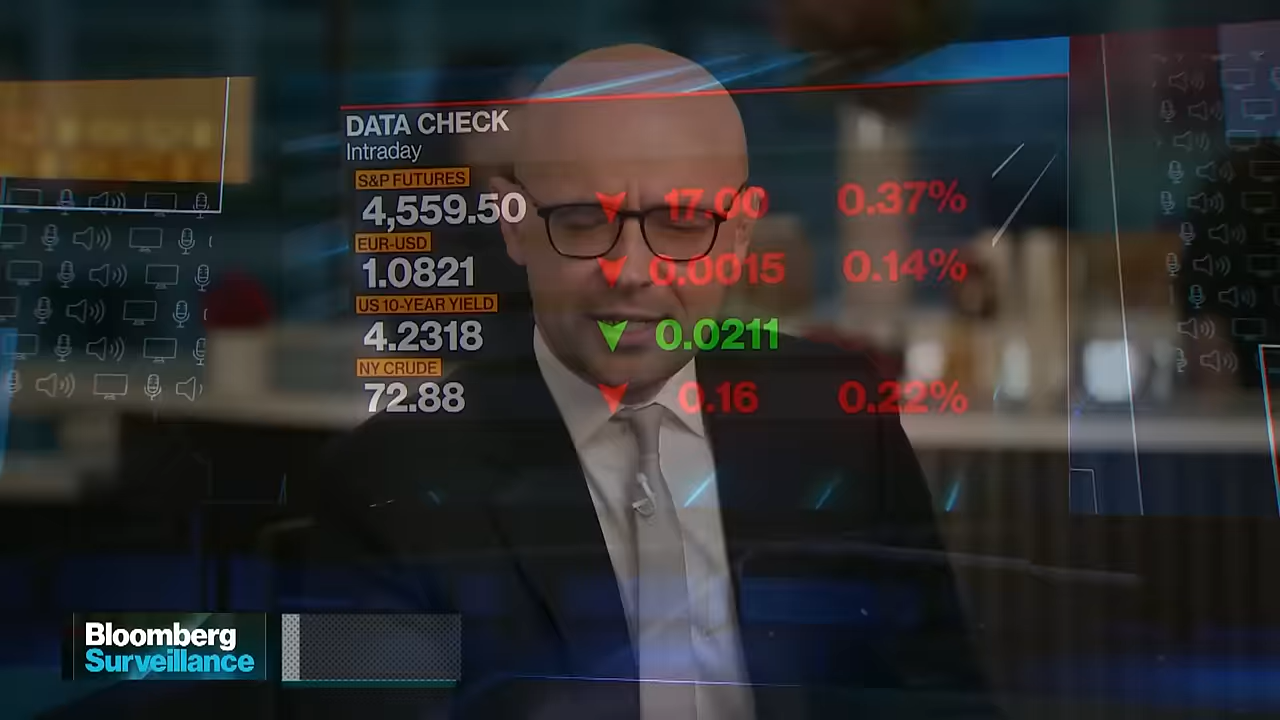 DATA CHECK
Intraday
S&P FUTURES
4,559.50 17.00 0.37%
EUR-USD
1.0821 0.0015 0.14%
US 10-YEAR YIELD
4.2318 0.0211
NY CRUDE
72.88 0.16 0.22%
Bloomberg
Surveillance